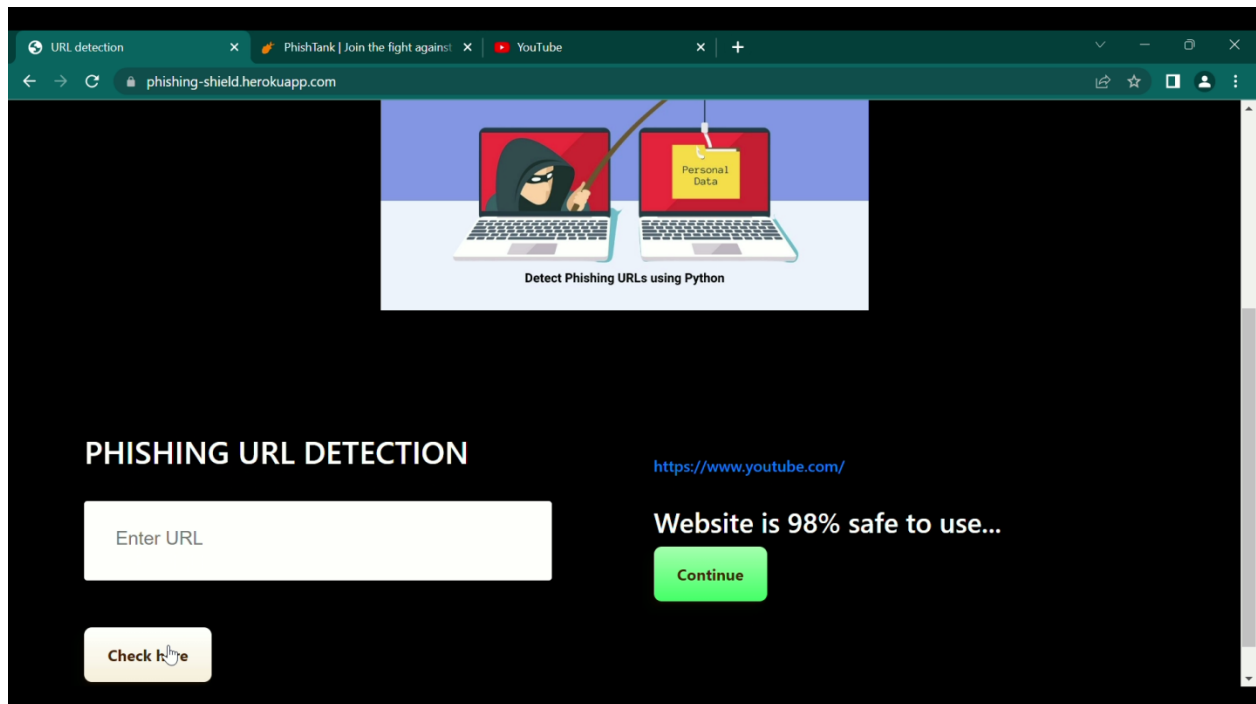 URL detection
PhishTank | Join the fight against
YouTube
phishing-shield.herokuapp.com
Personal
Data
Detect Phishing URLs using Python
PHISHING URL DETECTION
Enter URL
Check here
https://www.youtube.com/
Website is 98% safe to use...
Continue